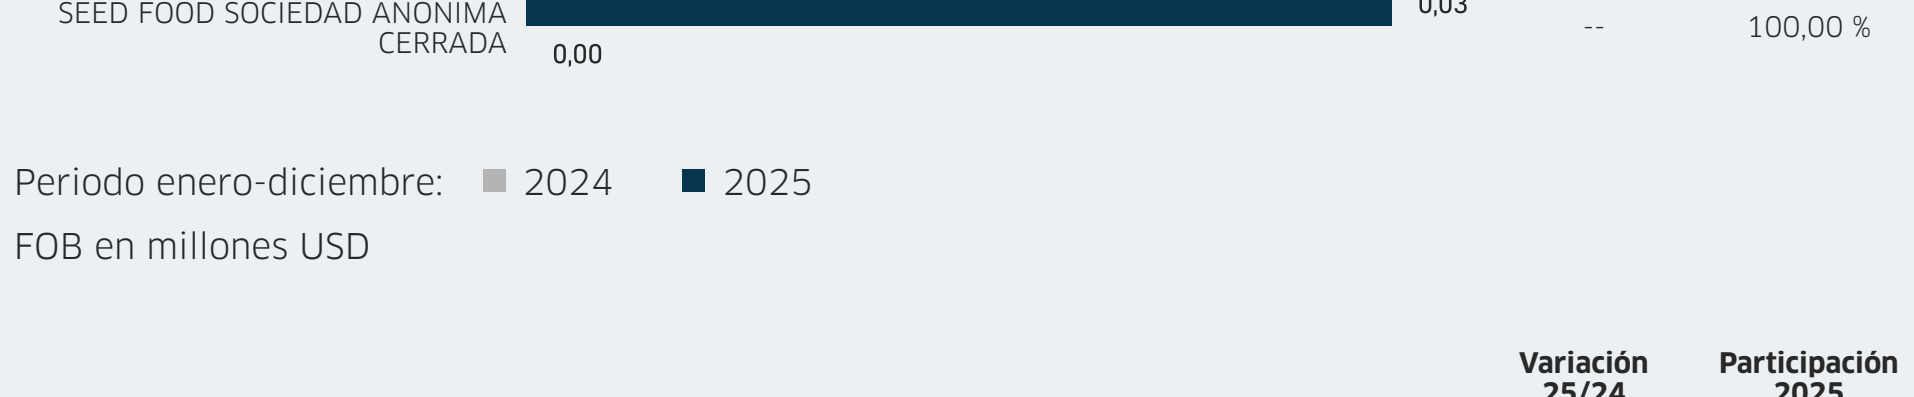 SEED FOOD SOCIEDAD ANONIMA
CERRADA
0,03
0,00
--
100,00 %
Periodo enero-diciembre: 2024 2025
FOB en millones USD
Variación
25/24
Participación
2025